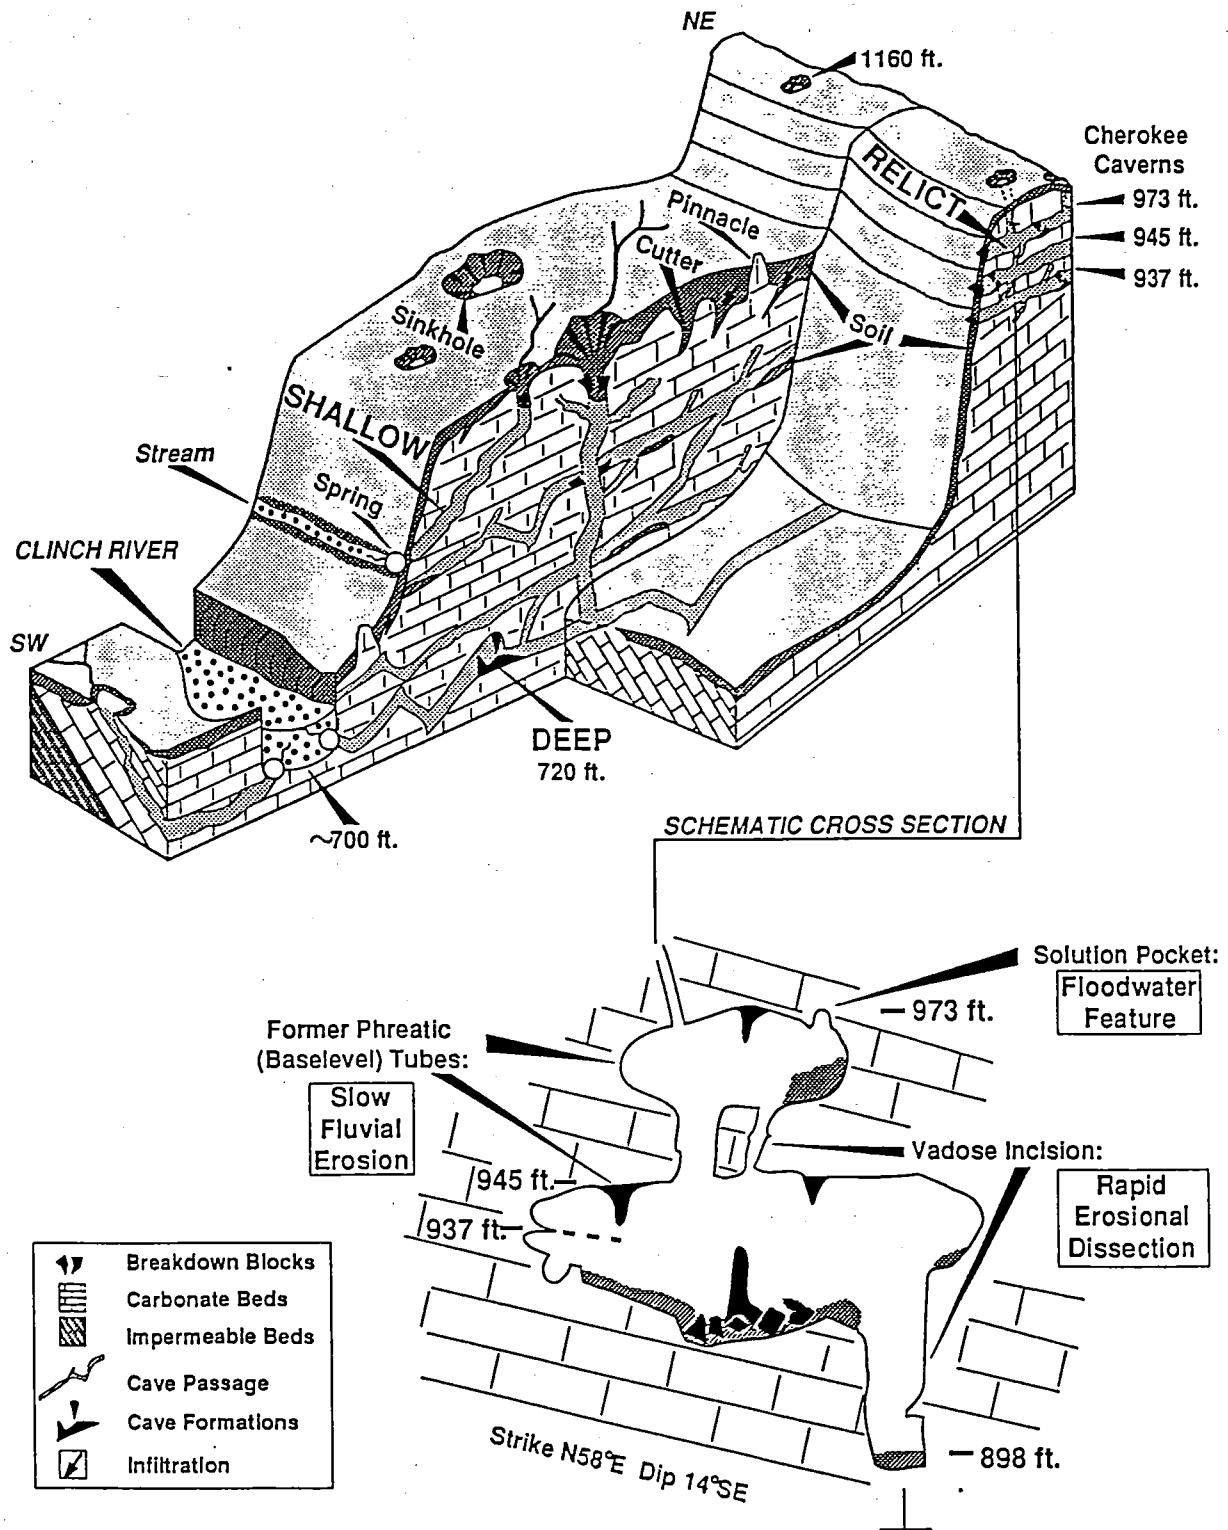 NE
1160 ft.
Cherokee
Caverns
973 ft.
945 ft.
937 ft.
RELICT
Pinnacle
Cutter
Soil
Sinkhole
SHALLOW
Stream
Spring
CLINCH RIVER
SW
DEEP
720 ft.
~700 ft.
SCHEMATIC CROSS SECTION
Solution Pocket:
Floodwater
Feature
973 ft.
Former Phreatic
(Baselevel) Tubes:
Slow
Fluvial
Erosion
Vadose Incision:
Rapid
Erosional
Dissection
945 ft.
937 ft.
898 ft.
Breakdown Blocks
Carbonate Beds
Impermeable Beds
Cave Passage
Cave Formations
Infiltration
Strike N58°E Dip 14°SE